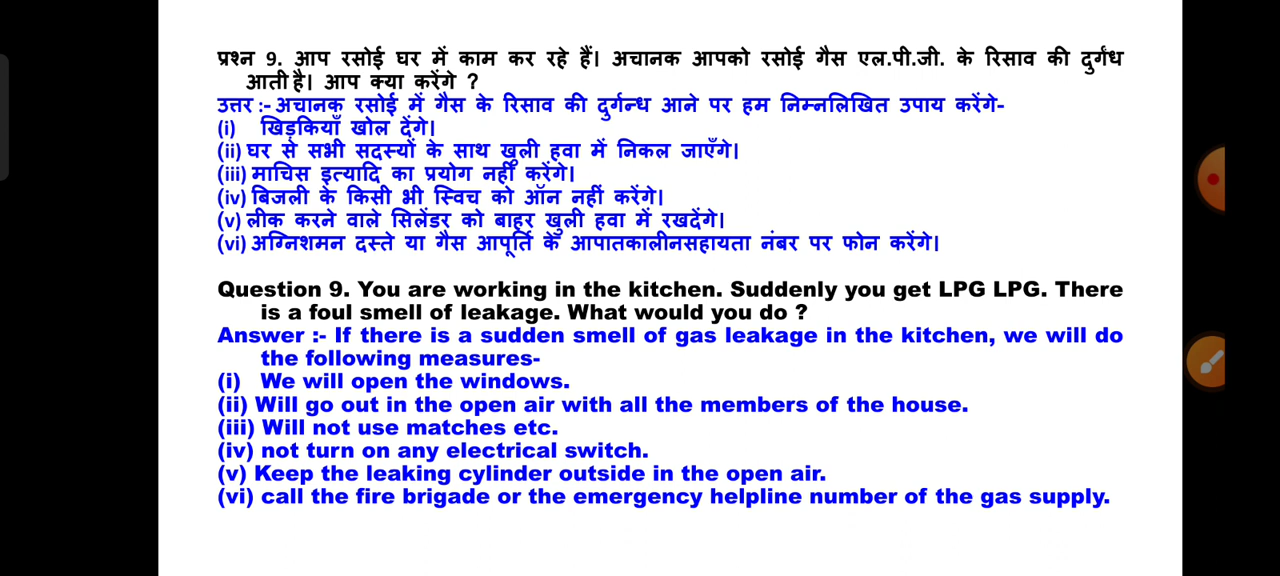 प्रश्न 9. आप रसोई घर में काम कर रहे हैं। अचानक आपको रसोई गैस एल.पी.जी. के रिसाव की दुर्गंध
आती है। आप क्या करेंगे ?
उत्तर :- अचानक रसोई में गैस के रिसाव की दुर्गन्ध आने पर हम निम्नलिखित उपाय करेंगे-
(i) खिड़कियाँ खोल देंगे।
(ii) घर से सभी सदस्यों के साथ खुली हवा में निकल जाएँगे।
(iii) माचिस इत्यादि का प्रयोग नहीं करेंगे।
(iv) बिजली के किसी भी स्विच को ऑन नहीं करेंगे।
(v) लीक करने वाले सिलेंडर को बाहर खुली हवा में रखदेंगे।
(vi) अग्निशमन दस्ते या गैस आपूर्ति के आपातकालीनसहायता नंबर पर फोन करेंगे।
Question 9. You are working in the kitchen. Suddenly you get LPG LPG. There
is a foul smell of leakage. What would you do ?
Answer :- If there is a sudden smell of gas leakage in the kitchen, we will do
the following measures-
(i) We will open the windows.
(ii) Will go out in the open air with all the members of the house.
(iii) Will not use matches etc.
(iv) not turn on any electrical switch.
(v) Keep the leaking cylinder outside in the open air.
(vi) call the fire brigade or the emergency helpline number of the gas supply.